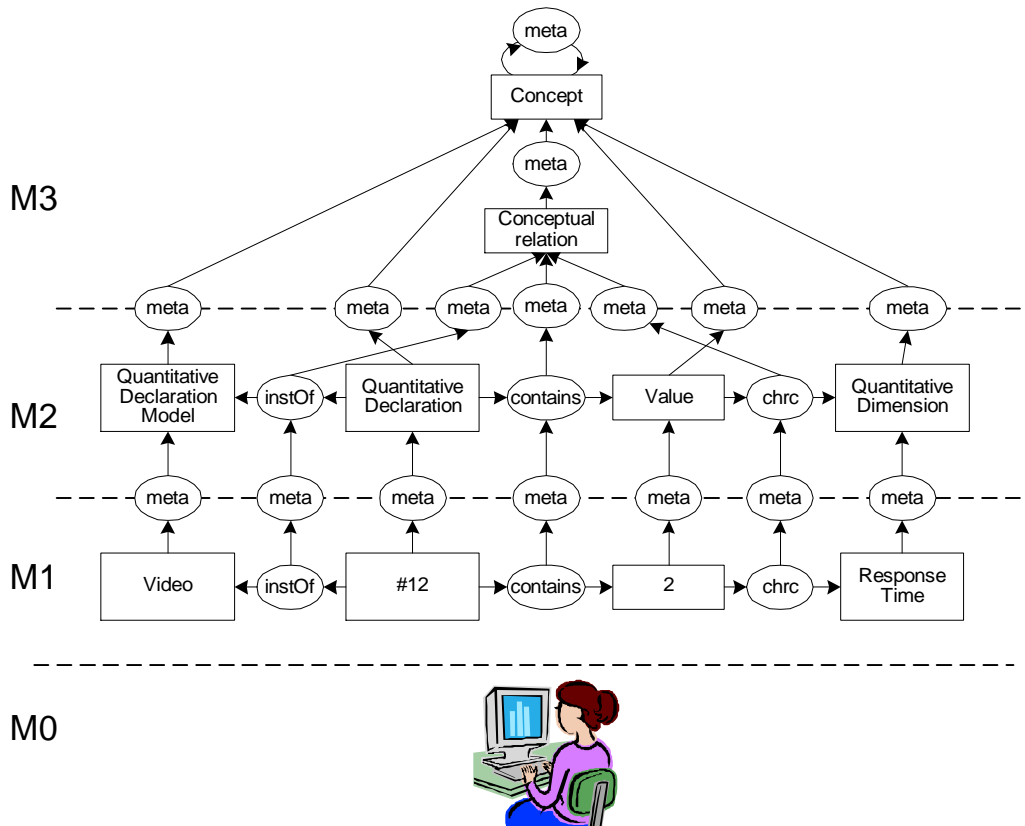 meta
Concept
meta
M3
Conceptual
relation
meta
meta
meta
meta
meta
meta
meta
M2
Quantitative
Declaration
Model
instOf
Quantitative
Declaration
contains
Value
chrc
Quantitative
Dimension
meta
meta
meta
meta
meta
meta
meta
M1
Video
instOf
#12
contains
2
chrc
Response
Time
M0